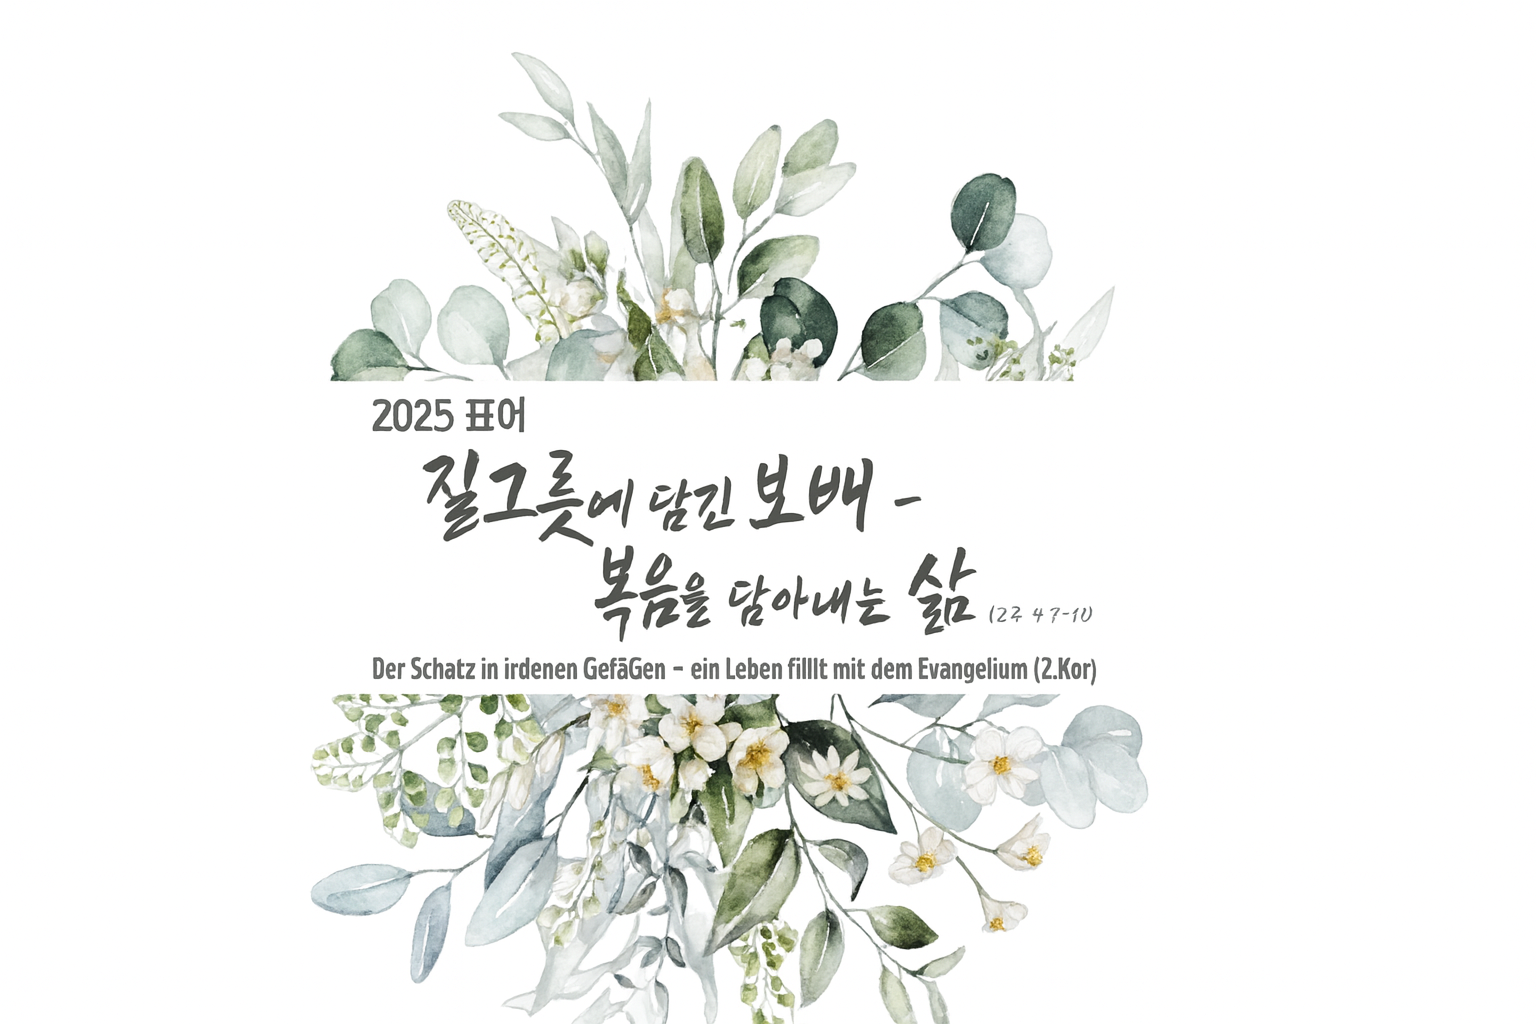 2025 표어
질그릇에 담긴 보배 -
복음을 담아내는 삶 (고후 4 7-10)
Der Schatz in irdenen GefāGen - ein Leben fillt mit dem Evangelium (2.Kor)